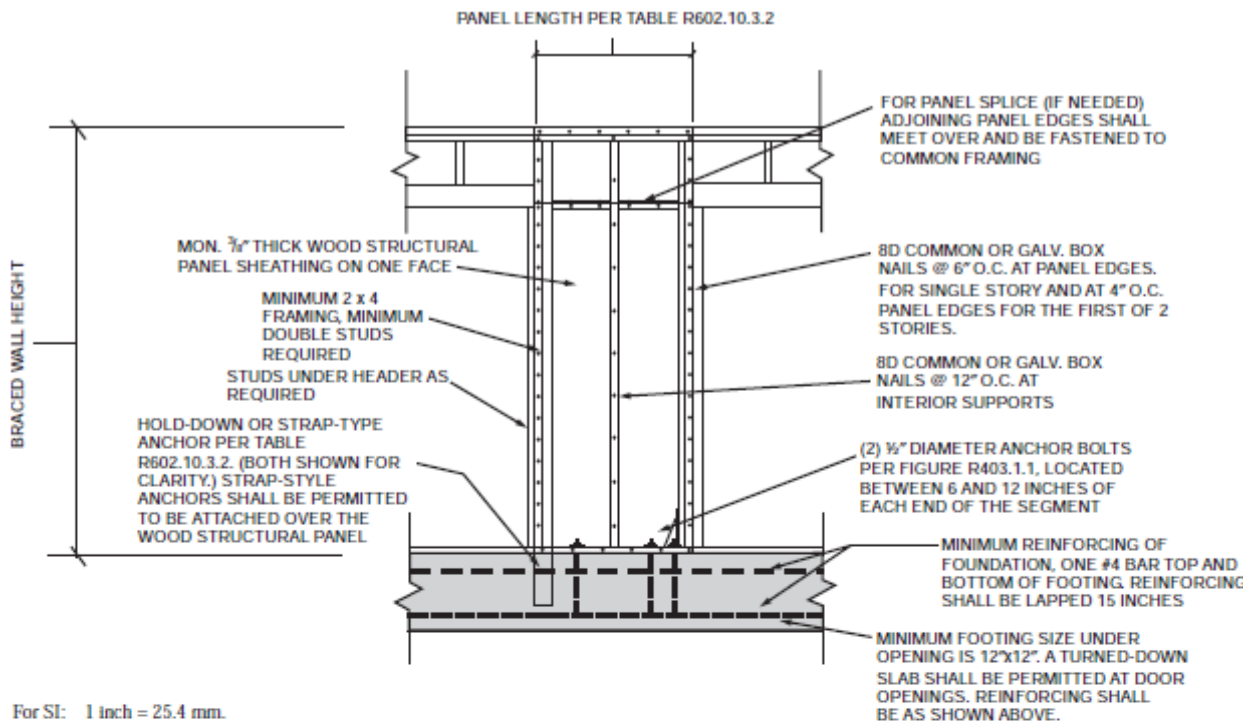 PANEL LENGTH PER TABLE R602.10.3.2
FOR PANEL SPLICE (IF NEEDED)
ADJOINING PANEL EDGES SHALL
MEET OVER AND BE FASTENED TO
COMMON FRAMING
BRACED WALL HEIGHT
MON. 3/8" THICK WOOD STRUCTURAL
PANEL SHEATHING ON ONE FACE
MINIMUM 2 x 4
FRAMING, MINIMUM
DOUBLE STUDS
REQUIRED
STUDS UNDER HEADER AS
REQUIRED
HOLD-DOWN OR STRAP-TYPE
ANCHOR PER TABLE
R602.10.3.2. (BOTH SHOWN FOR
CLARITY.) STRAP-STYLE
ANCHORS SHALL BE PERMITTED
TO BE ATTACHED OVER THE
WOOD STRUCTURAL PANEL
8D COMMON OR GALV. BOX
NAILS @ 6" O.C. AT PANEL EDGES.
FOR SINGLE STORY AND AT 4" O.C.
PANEL EDGES FOR THE FIRST OF 2
STORIES.
8D COMMON OR GALV. BOX
NAILS @ 12" O.C. AT
INTERIOR SUPPORTS
(2) ½" DIAMETER ANCHOR BOLTS
PER FIGURE R403.1.1, LOCATED
BETWEEN 6 AND 12 INCHES OF
EACH END OF THE SEGMENT
MINIMUM REINFORCING OF
FOUNDATION, ONE #4 BAR TOP AND
BOTTOM OF FOOTING. REINFORCING
SHALL BE LAPPED 15 INCHES
MINIMUM FOOTING SIZE UNDER
OPENING IS 12"x12". A TURNED-DOWN
SLAB SHALL BE PERMITTED AT DOOR
OPENINGS. REINFORCING SHALL
BE AS SHOWN ABOVE.
For SI: 1 inch = 25.4 mm.